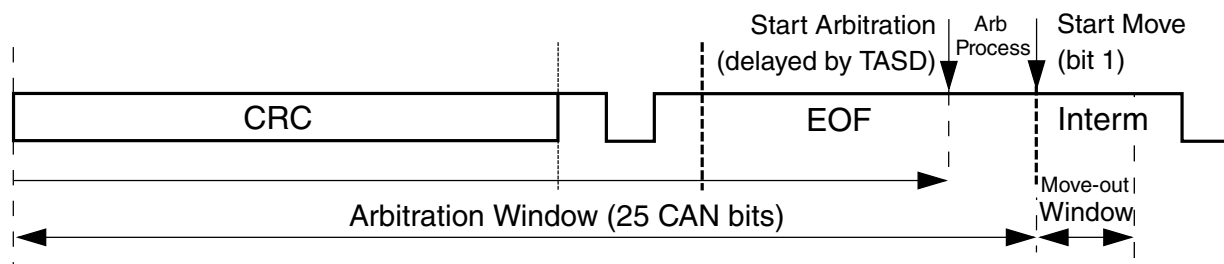 Start Arbitration
(delayed by TASD)
Arb
Process
Start Move
(bit 1)
CRC
EOF
Interm
Move-out
Window
Arbitration Window (25 CAN bits)